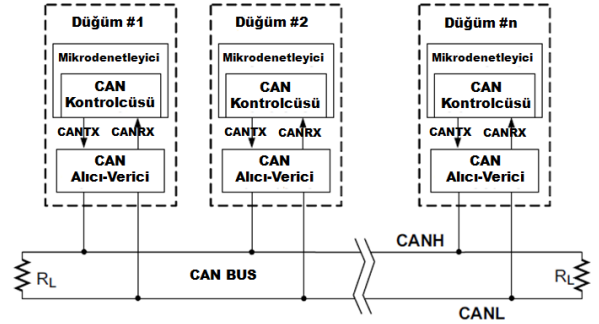 Düğüm #1
Mikrodenetleyici
CAN
Kontrolcüsü
CANTX CANRX
CAN
Alıcı-Verici
Düğüm #2
Mikrodenetleyici
CAN
Kontrolcüsü
CANTX CANRX
CAN
Alıcı-Verici
Düğüm #n
Mikrodenetleyici
CAN
Kontrolcüsü
CANTX CANRX
CAN
Alıcı-Verici
CANH
RL
CAN BUS
RL
CANL